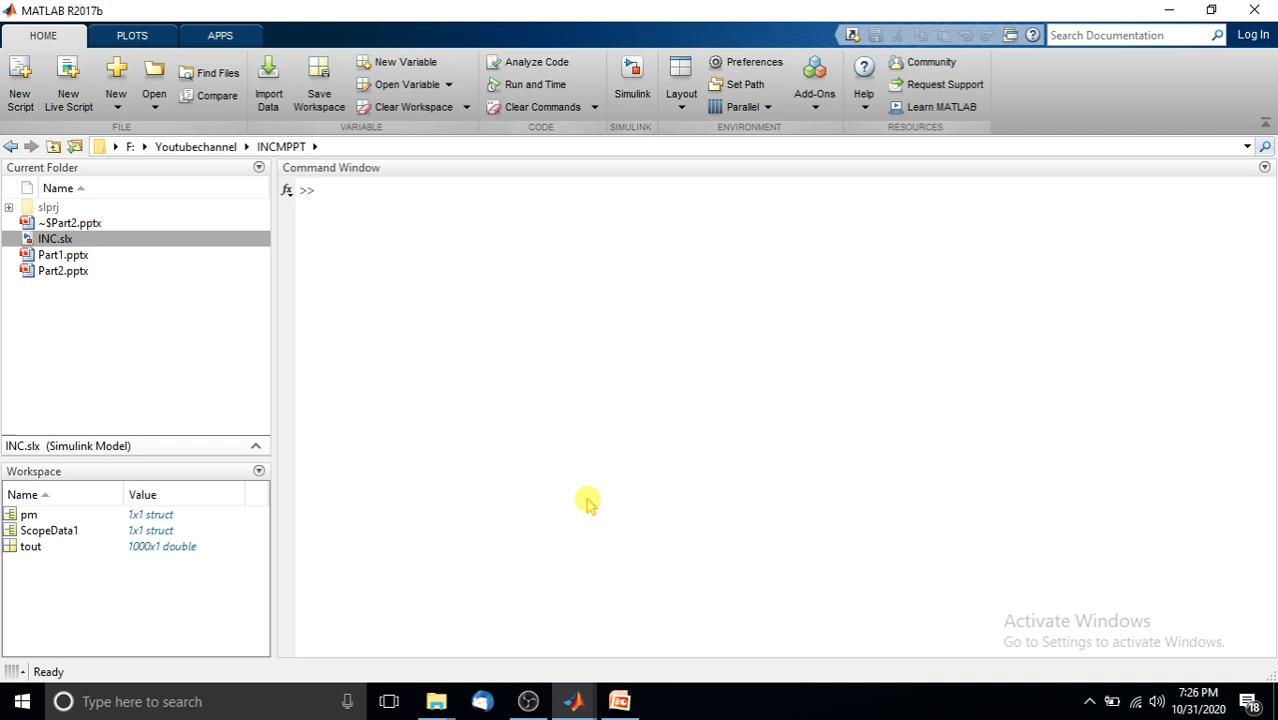 MATLAB R2017b
HOME PLOTS APPS
Search Documentation
Log In
New Script
New Live Script
New
Open
Find Files
Compare
Import Data
Save Workspace
New Variable
Open Variable
Clear Workspace
Analyze Code
Run and Time
Clear Commands
Simulink
Layout
Preferences
Set Path
Parallel
Add-Ons
Help
Community
Request Support
Learn MATLAB
FILE VARIABLE CODE SIMULINK ENVIRONMENT RESOURCES
F: Youtubechannel INCMPPT
Current Folder
Name
slprj
~$Part2.pptx
INC.slx
Part1.pptx
Part2.pptx
INC.slx (Simulink Model)
Workspace
Name Value
pm 1x1 struct
ScopeData1 1x1 struct
tout 1000x1 double
Command Window
fx >>
Activate Windows
Go to Settings to activate Windows.
Ready
Type here to search
7:26 PM
10/31/2020
18